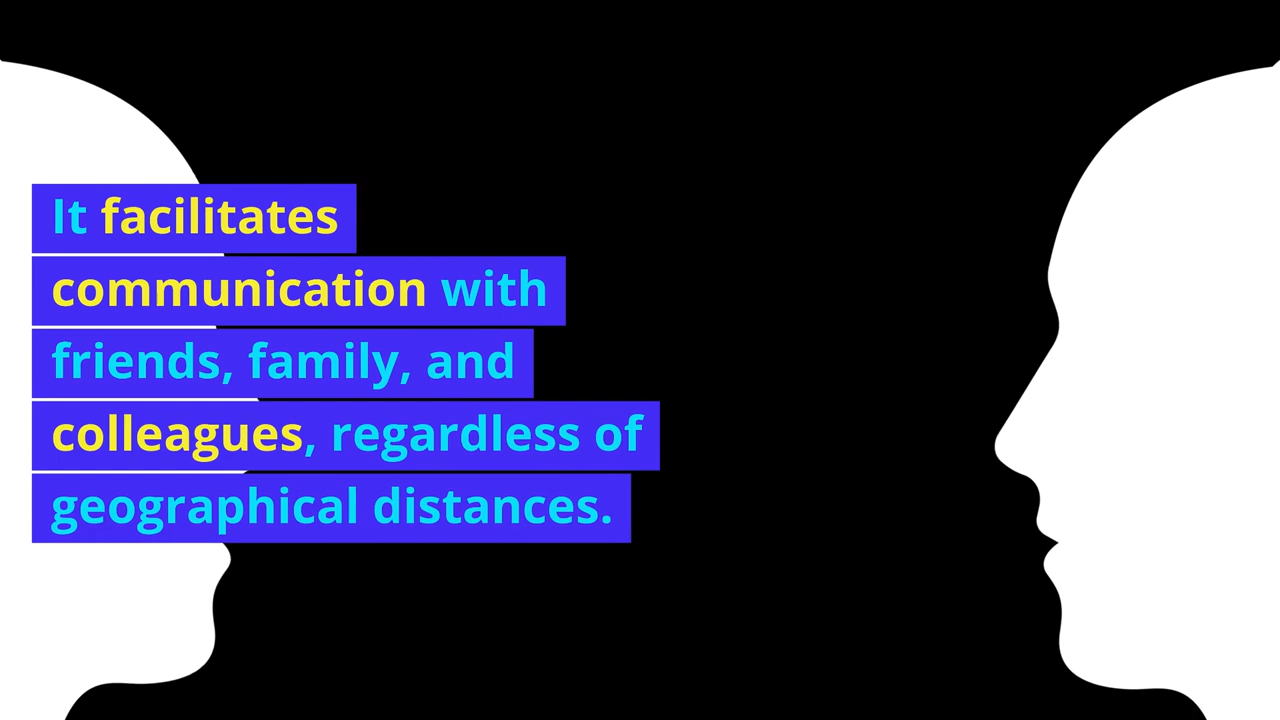 It facilitates
communication with
friends, family, and
colleagues, regardless of
geographical distances.